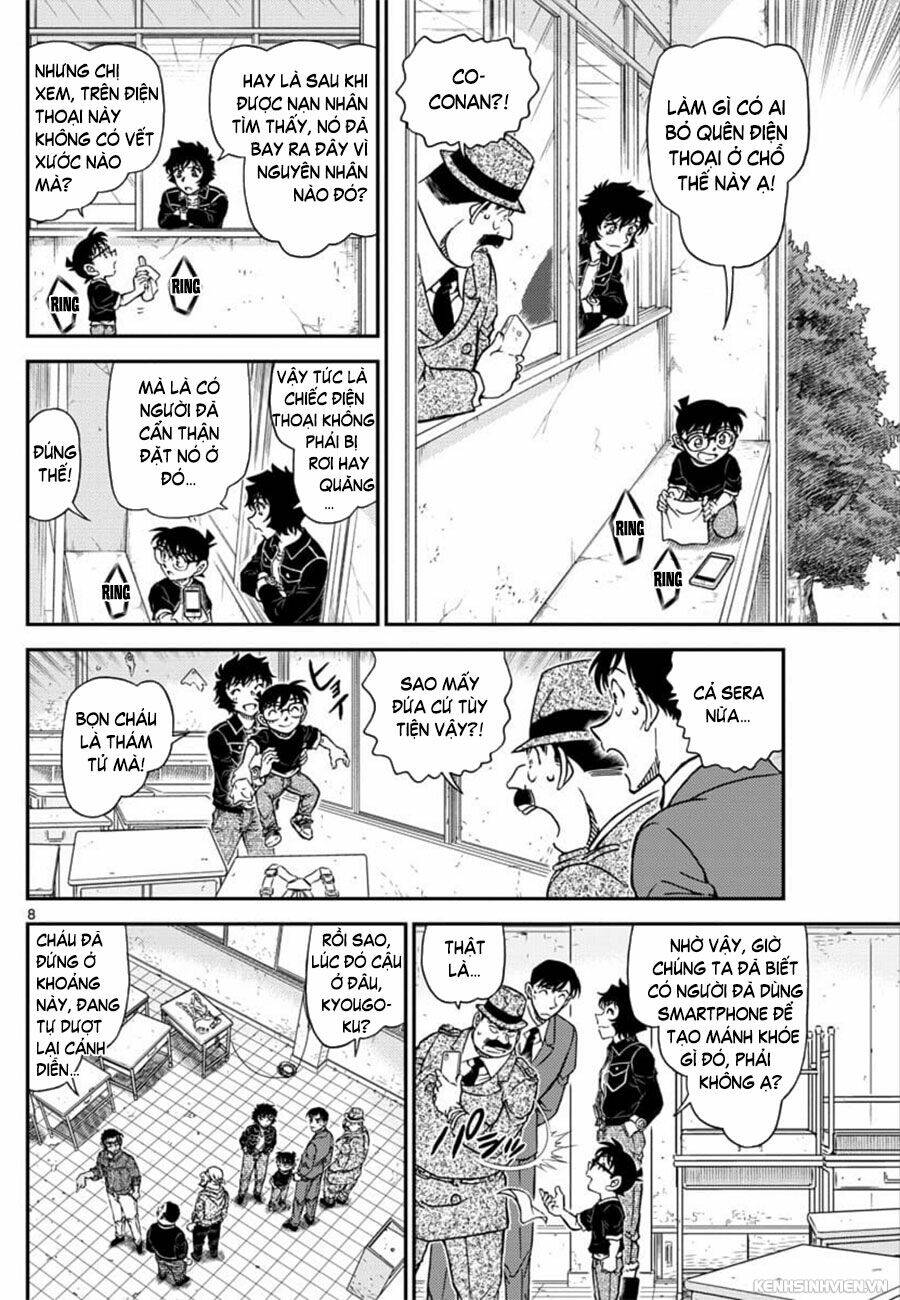 LÀM GÌ CÓ AI
BỎ QUÊN ĐIỆN
THOẠI Ở CHỖ
THẾ NÀY Ạ!
CO-
CONAN?!
RING
RING
HAY LÀ SAU KHI
ĐƯỢC NẠN NHÂN
TÌM THẤY, NÓ ĐÃ
BAY RA ĐÂY VÌ
NGUYÊN NHÂN
NÀO ĐÓ?
NHƯNG CHỊ
XEM, TRÊN ĐIỆN
THOẠI NÀY
KHÔNG CÓ VẾT
XƯỚC NÀO
MÀ?
RING
RING
VẬY TỨC LÀ
CHIẾC ĐIỆN
THOẠI KHÔNG
PHẢI BỊ
RƠI HAY
QUĂNG
...
MÀ LÀ CÓ
NGƯỜI ĐÃ
CẨN THẬN
ĐẶT NÓ Ở
ĐÓ...
ĐÚNG
THẾ!
RING
RING
CẢ SERA
NỮA...
SAO MẤY
ĐỨA CỨ TÙY
TIỆN VẬY?!
ヒョイ
BỌN CHÁU
LÀ THÁM
TỬ MÀ!
8
NHỜ VẬY, GIỜ
CHÚNG TA ĐÃ BIẾT
CÓ NGƯỜI ĐÃ DÙNG
SMARTPHONE ĐỂ
TẠO MÁNH KHÓE
GÌ ĐÓ, PHẢI
KHÔNG Ạ?
THẬT
LÀ...
RỒI SAO,
LÚC ĐÓ CẬU
Ở ĐÂU,
KYOUGO-
KU?
CHÁU ĐÃ
ĐỨNG Ở
KHOẢNG
NÀY, ĐANG
TỰ DƯỢT
LẠI CẢNH
DIỄN...
KENHSINHVIEN.VN